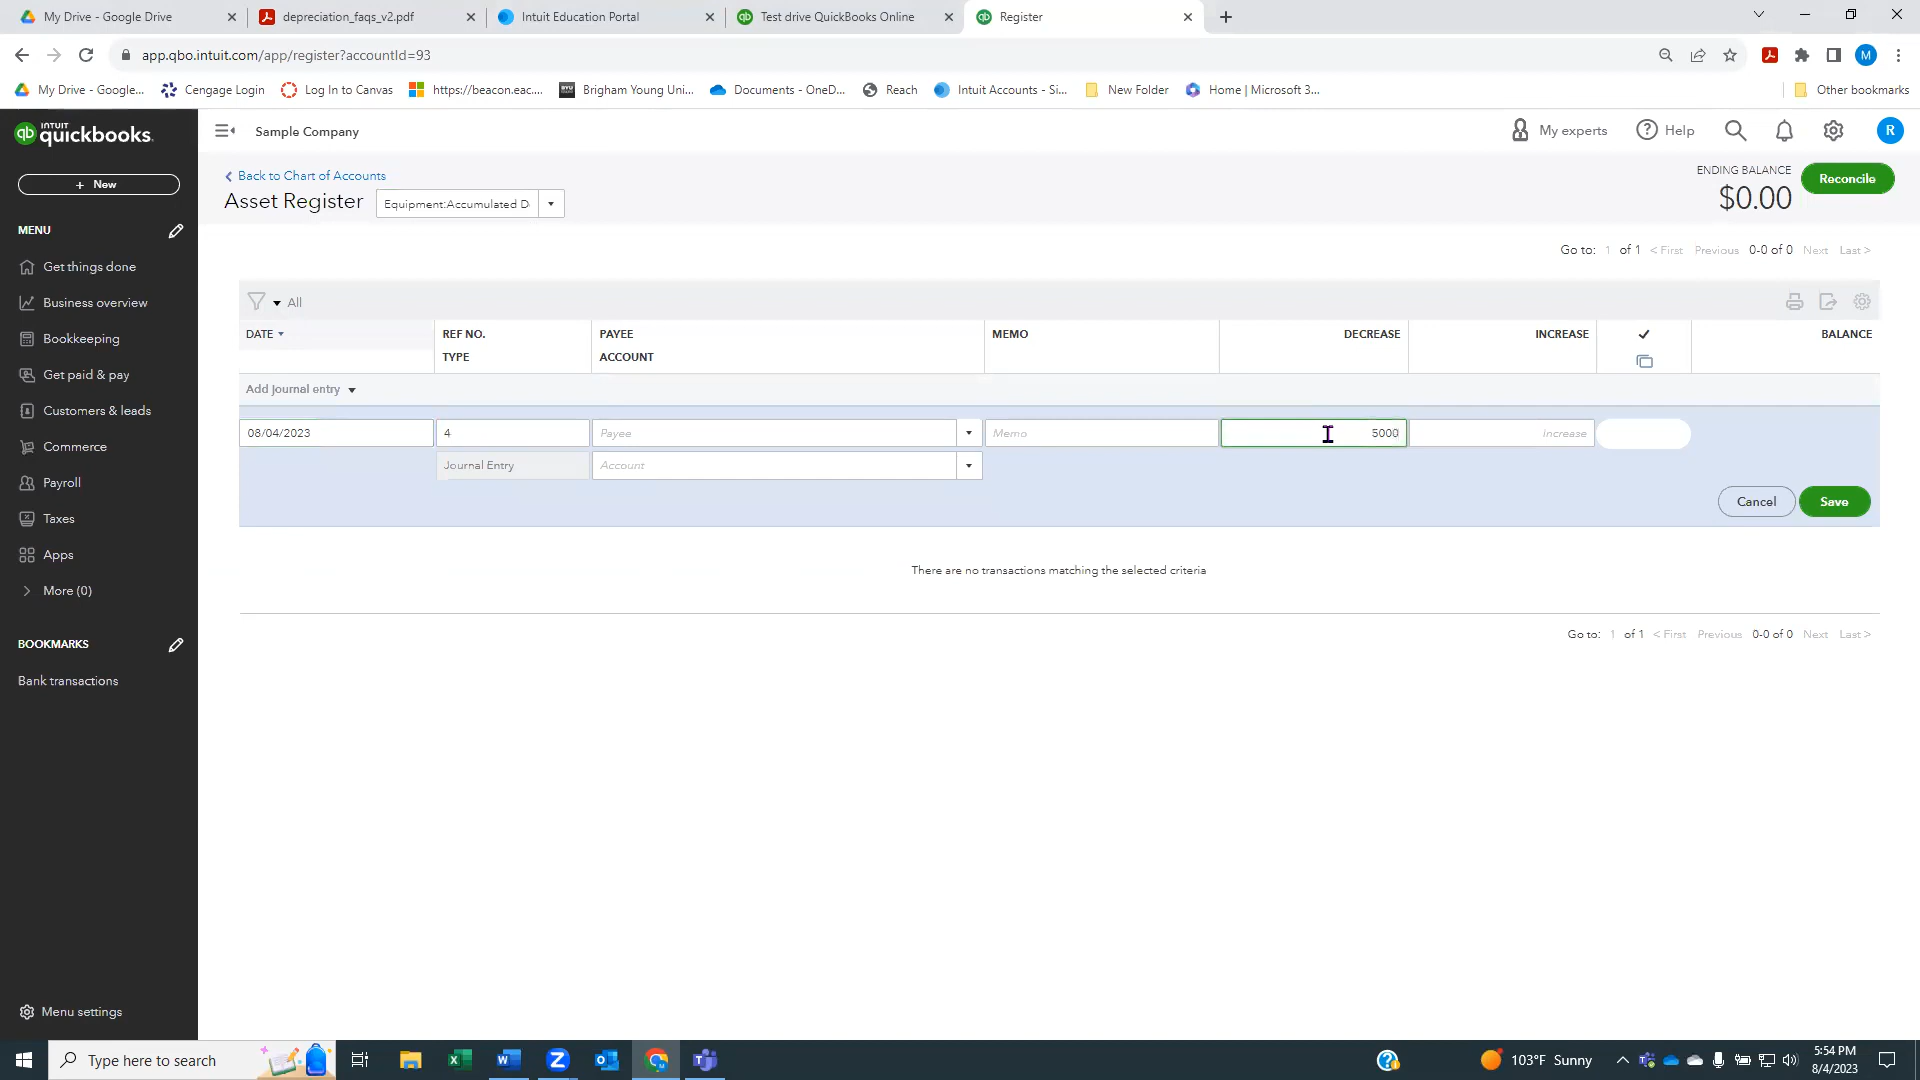 My Drive - Google Drive
depreciation_faqs_v2.pdf
Intuit Education Portal
Test drive QuickBooks Online
Register
app.qbo.intuit.com/app/register?accountId=93
M
My Drive - Google...
Cengage Login
Log In to Canvas
https://beacon.eac....
Brigham Young Uni...
Documents - OneD...
Reach
Intuit Accounts - Si...
New Folder
Home | Microsoft 3...
Other bookmarks
INTUIT
quickbooks.
Sample Company
My experts
Help
R
+ New
< Back to Chart of Accounts
Asset Register
Equipment:Accumulated D
ENDING BALANCE
$0.00
Reconcile
MENU
Get things done
Business overview
Bookkeeping
Get paid & pay
Customers & leads
Commerce
Payroll
Taxes
Apps
More (0)
BOOKMARKS
Bank transactions
Menu settings
Go to: 1 of 1 < First Previous 0-0 of 0 Next Last >
All
DATE
REF NO.
PAYEE
MEMO
DECREASE
INCREASE
BALANCE
TYPE
ACCOUNT
Add journal entry
08/04/2023
4
Payee
Memo
5000
Increase
Journal Entry
Account
Cancel
Save
There are no transactions matching the selected criteria
Go to: 1 of 1 < First Previous 0-0 of 0 Next Last >
Type here to search
103°F Sunny
5:54 PM
8/4/2023